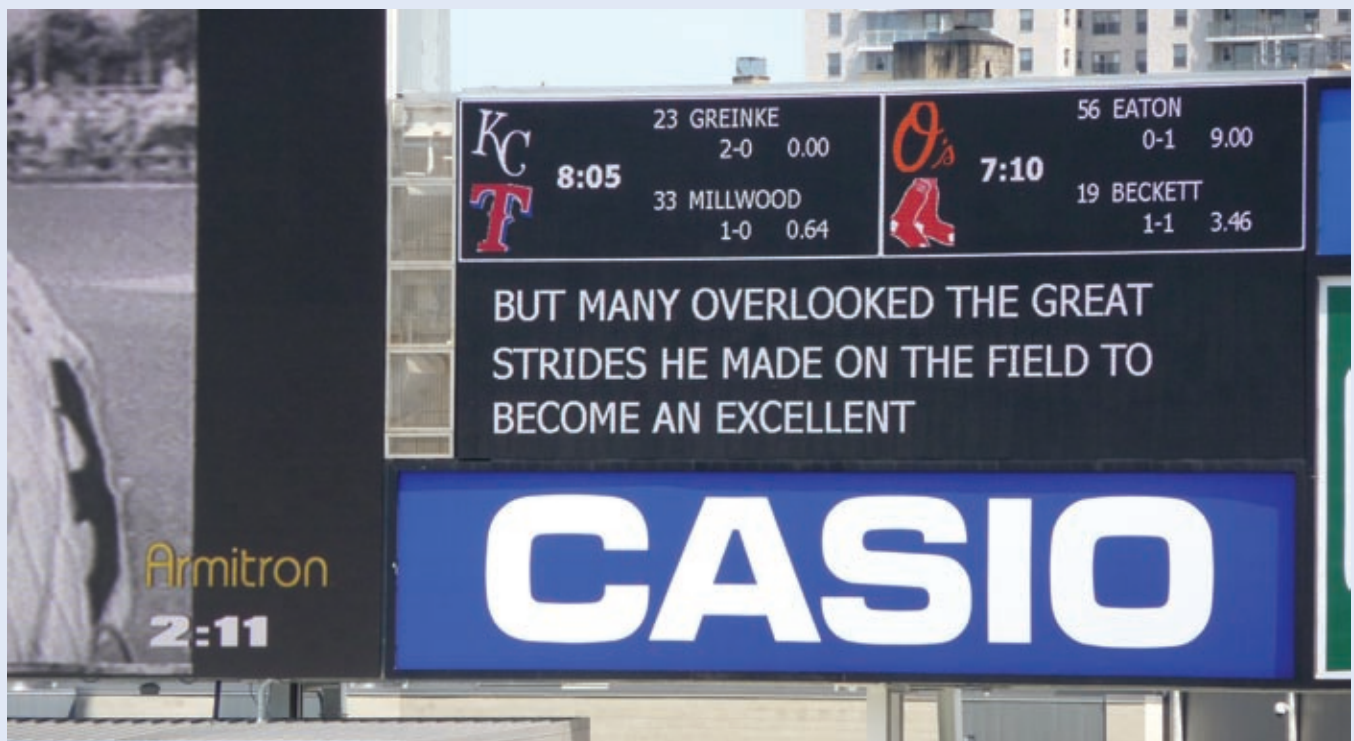 KC
T
8:05
23 GREINKE
2-0 0.00
33 MILLWOOD
1-0 0.64
O's
7:10
56 EATON
0-1 9.00
19 BECKETT
1-1 3.46
BUT MANY OVERLOOKED THE GREAT
STRIDES HE MADE ON THE FIELD TO
BECOME AN EXCELLENT
CASIO
Armitron
2:11